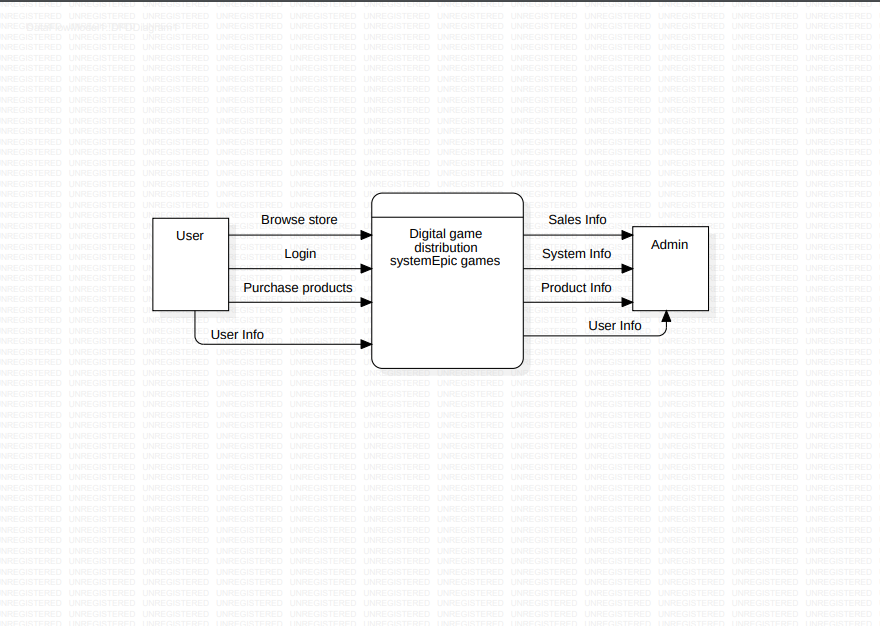 User
Browse store
Login
Purchase products
User Info
Digital game
distribution
systemEpic games
Sales Info
System Info
Product Info
User Info
Admin
UNREGISTERED